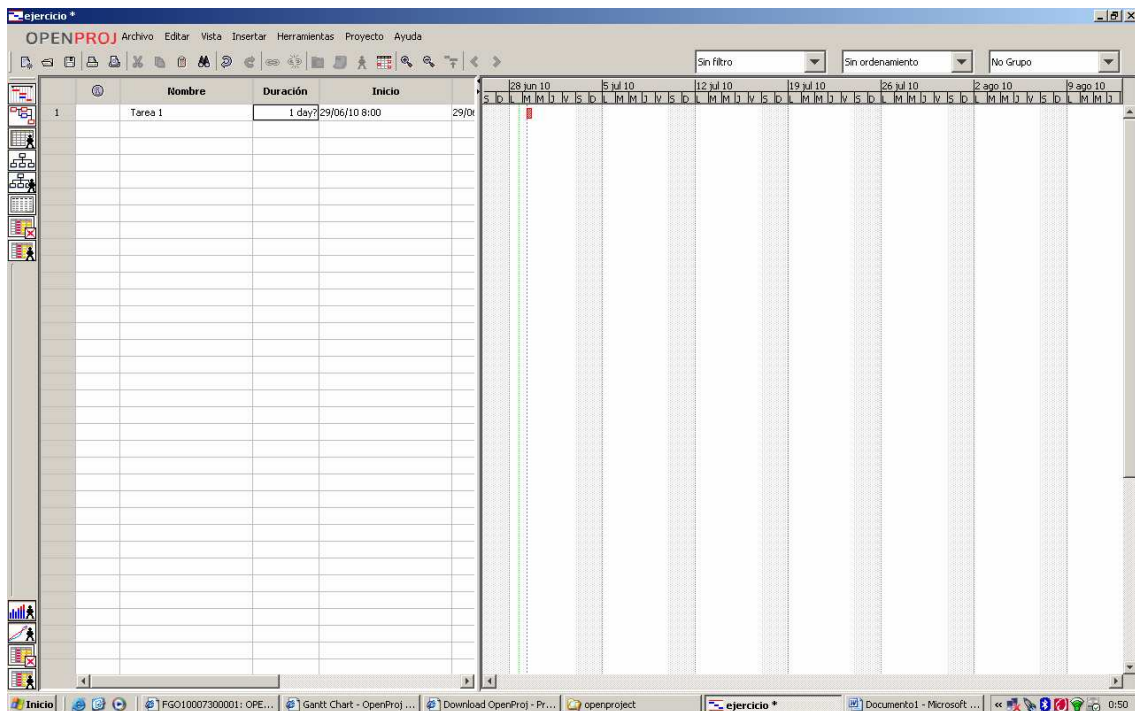 ejercicio *
OPENPROJ Archivo Editar Vista Insertar Herramientas Proyecto Ayuda
Sin filtro Sin ordenamiento No Grupo
Nombre Duración Inicio
28 jun 10 5 jul 10 12 jul 10 19 jul 10 26 jul 10 2 ago 10 9 ago 10
S D L M M J V S D L M M J V S D L M M J V S D L M M J V S D L M M J V S D L M M J V S D L M M J
1 Tarea 1 1 day? 29/06/10 8:00 29/0
Inicio FGO10007300001: OPE... Gantt Chart - OpenProj ... Download OpenProj - Pr... openproject ejercicio * Documento1 - Microsoft ... « 0:50